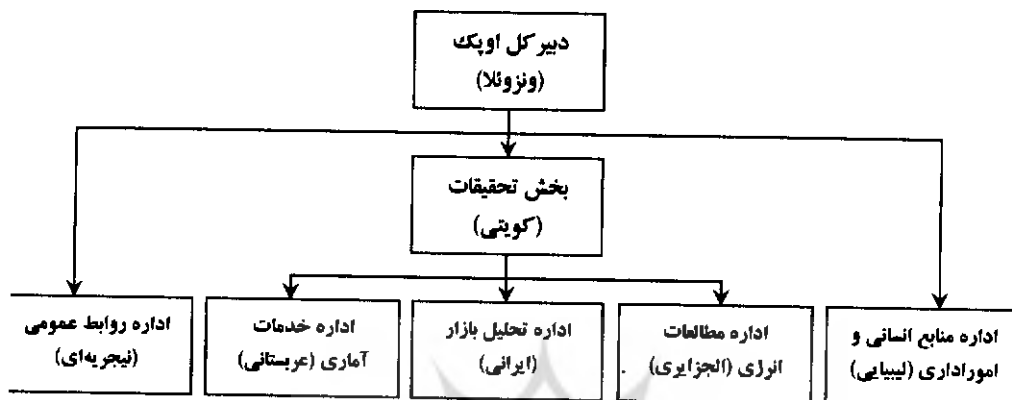 دبیر کل اوپک
(ونزوئلا)
بخش تحقیقات
(کویتی)
اداره منابع انسانی و
اموراداری (لیبیایی)
اداره مطالعات
انرژی (الجزایری)
اداره تحلیل بازار
(ایرانی)
اداره خدمات
آماری (عربستانی)
اداره روابط عمومی
(نیجریه‌ای)